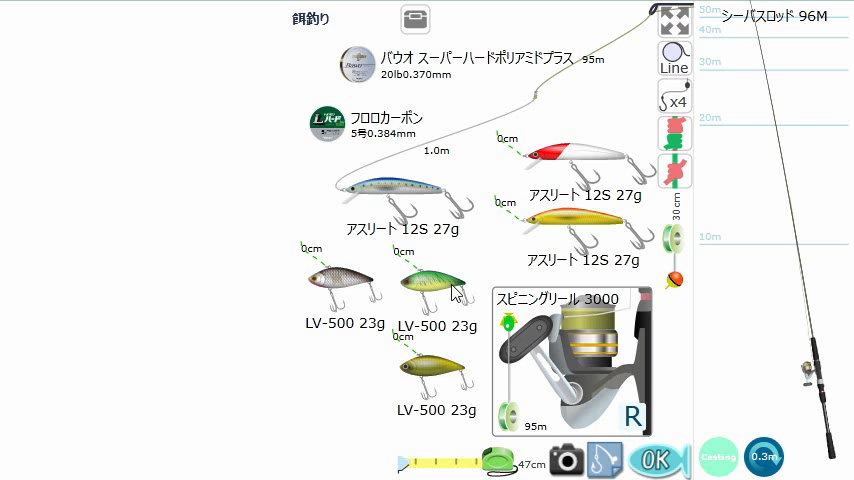 餌釣り
シーバスロッド 96M
50m
40m
30m
20m
10m
バウオ スーパーハードポリアミドプラス 95m
20lb0.370mm
Line
x4
フロロカーボン
5号0.384mm
1.0m
0cm
アスリート 12S 27g
アスリート 12S 27g
0cm
アスリート 12S 27g
30cm
0cm
LV-500 23g
0cm
LV-500 23g
0cm
LV-500 23g
スピニングリール 3000
95m
R
47cm
OK
Casting
0.3m